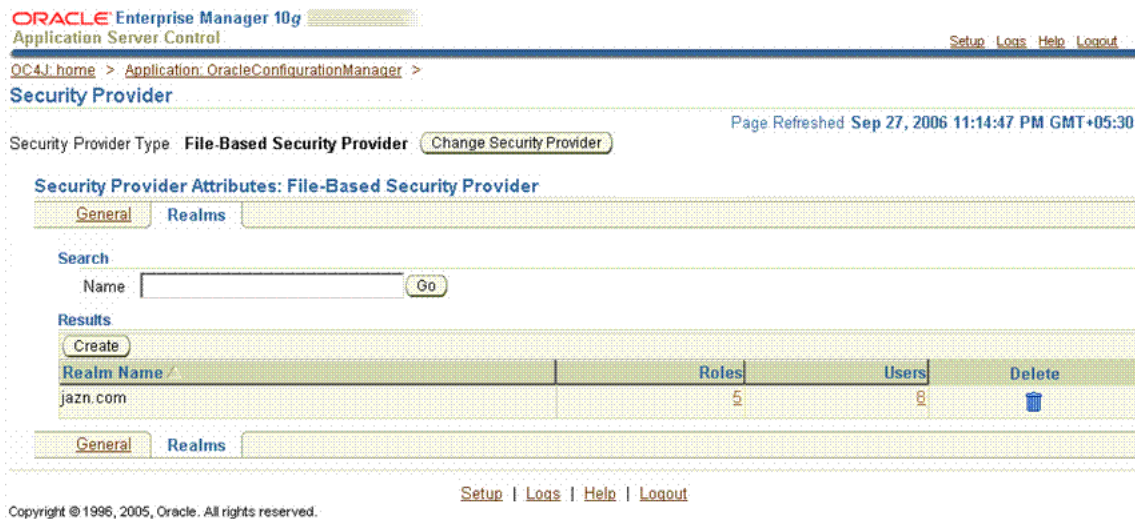 ORACLE Enterprise Manager 10g
Application Server Control
Setup Logs Help Logout
OC4J: home > Application: OracleConfigurationManager >
Security Provider
Page Refreshed Sep 27, 2006 11:14:47 PM GMT+05:30
Security Provider Type File-Based Security Provider Change Security Provider
Security Provider Attributes: File-Based Security Provider
General Realms
Search
Name Go
Results
Create
Realm Name Roles Users Delete
jazn.com 5
General Realms
Setup | Logs | Help | Logout
Copyright © 1996, 2005, Oracle. All rights reserved.